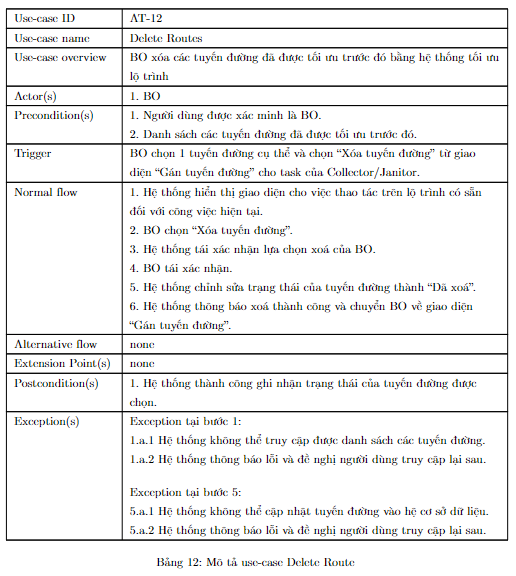 Use-case ID AT-12
Use-case name Delete Routes
Use-case overview BO xóa các tuyến đường đã được tối ưu trước đó bằng hệ thống tối ưu
lộ trình
Actor(s) 1. BO
Precondition(s) 1. Người dùng được xác minh là BO.
2. Danh sách các tuyến đường đã được tối ưu trước đó.
Trigger BO chọn 1 tuyến đường cụ thể và chọn “Xóa tuyến đường” từ giao
diện “Gán tuyến đường” cho task của Collector/Janitor.
Normal flow 1. Hệ thống hiển thị giao diện cho việc thao tác trên lộ trình có sẵn
đối với công việc hiện tại.
2. BO chọn “Xóa tuyến đường”.
3. Hệ thống tái xác nhận lựa chọn xoá của BO.
4. BO tái xác nhận.
5. Hệ thống chỉnh sửa trạng thái của tuyến đường thành “Đã xoá”.
6. Hệ thống thông báo xoá thành công và chuyển BO về giao diện
“Gán tuyến đường”.
Alternative flow none
Extension Point(s) none
Postcondition(s) 1. Hệ thống thành công ghi nhận trạng thái của tuyến đường được
chọn.
Exception(s) Exception tại bước 1:
1.a.1 Hệ thống không thể truy cập được danh sách các tuyến đường.
1.a.2 Hệ thống thông báo lỗi và đề nghị người dùng truy cập lại sau.
Exception tại bước 5:
5.a.1 Hệ thống không thể cập nhật tuyến đường vào hệ cơ sở dữ liệu.
5.a.2 Hệ thống thông báo lỗi và đề nghị người dùng truy cập lại sau.
Bảng 12: Mô tả use-case Delete Route